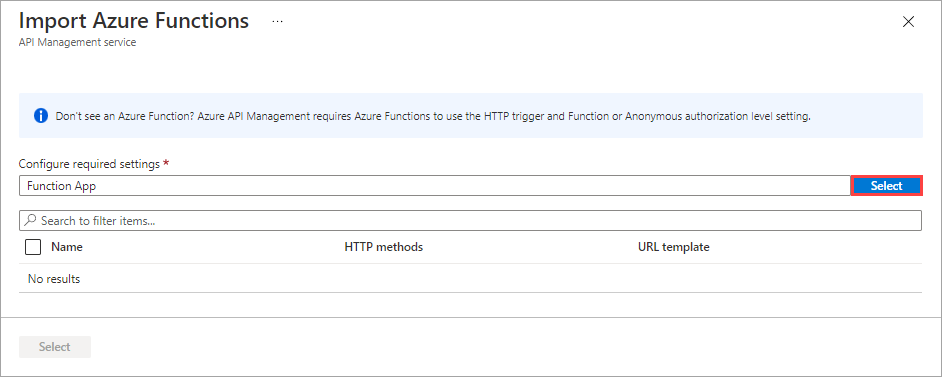 Import Azure Functions ...
API Management service
Don't see an Azure Function? Azure API Management requires Azure Functions to use the HTTP trigger and Function or Anonymous authorization level setting.
Configure required settings *
Function App Select
Search to filter items...
Name HTTP methods URL template
No results
Select